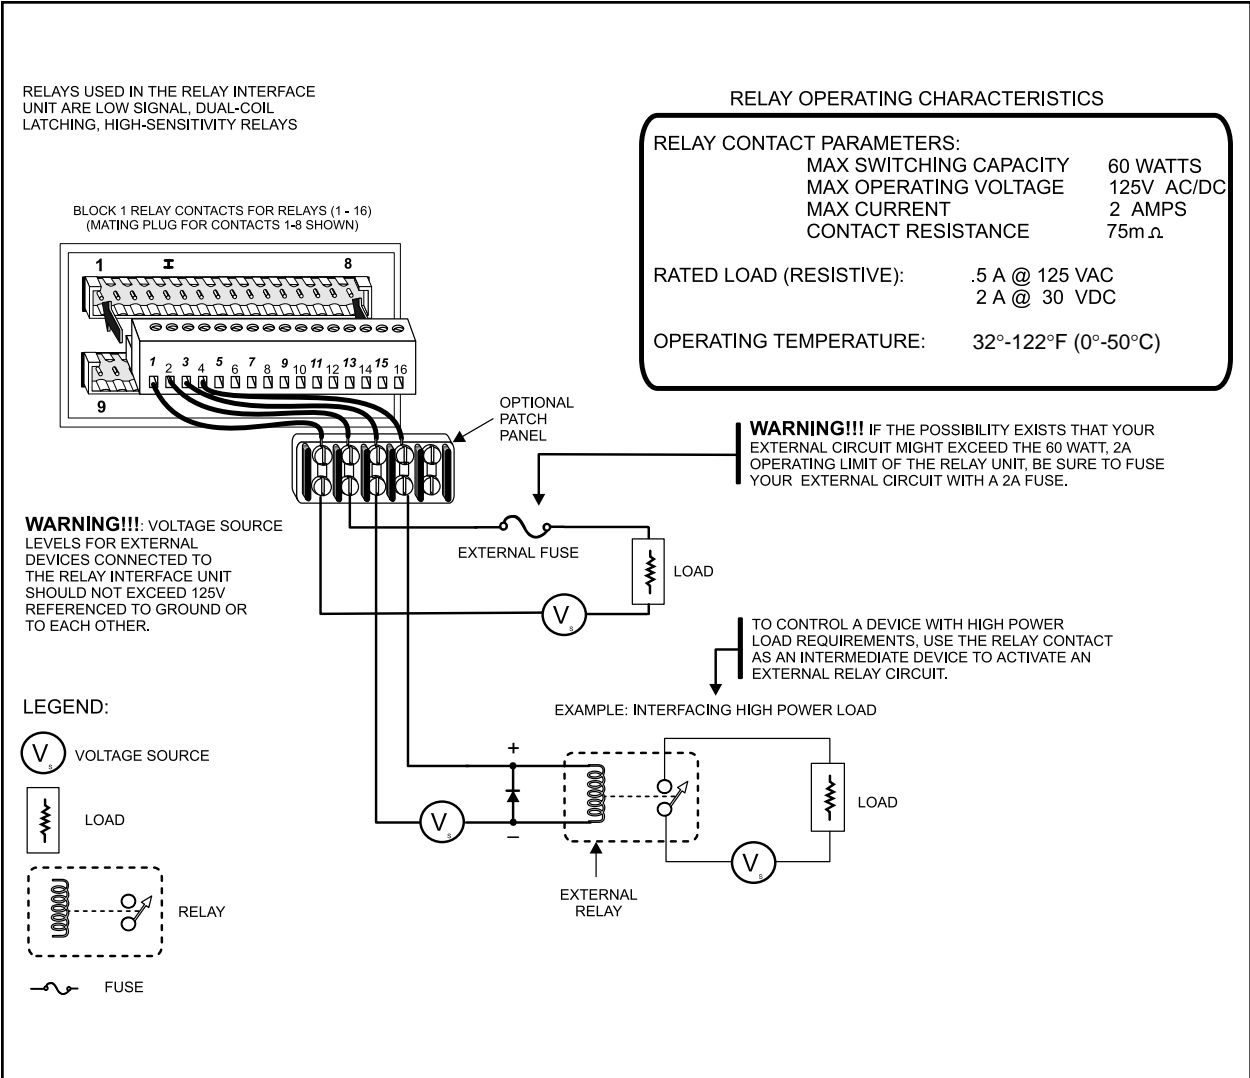 RELAYS USED IN THE RELAY INTERFACE
UNIT ARE LOW SIGNAL, DUAL-COIL
LATCHING, HIGH-SENSITIVITY RELAYS
RELAY OPERATING CHARACTERISTICS
RELAY CONTACT PARAMETERS:
MAX SWITCHING CAPACITY 60 WATTS
MAX OPERATING VOLTAGE 125V AC/DC
MAX CURRENT 2 AMPS
CONTACT RESISTANCE 75mΩ
RATED LOAD (RESISTIVE): .5 A @ 125 VAC
2 A @ 30 VDC
OPERATING TEMPERATURE: 32°-122°F (0°-50°C)
BLOCK 1 RELAY CONTACTS FOR RELAYS (1 - 16)
(MATING PLUG FOR CONTACTS 1-8 SHOWN)
1 I 8
1 2 3 4 5 6 7 8 9 10 11 12 13 14 15 16
9
OPTIONAL
PATCH
PANEL
WARNING!!! IF THE POSSIBILITY EXISTS THAT YOUR
EXTERNAL CIRCUIT MIGHT EXCEED THE 60 WATT, 2A
OPERATING LIMIT OF THE RELAY UNIT, BE SURE TO FUSE
YOUR EXTERNAL CIRCUIT WITH A 2A FUSE.
WARNING!!!: VOLTAGE SOURCE
LEVELS FOR EXTERNAL
DEVICES CONNECTED TO
THE RELAY INTERFACE UNIT
SHOULD NOT EXCEED 125V
REFERENCED TO GROUND OR
TO EACH OTHER.
EXTERNAL FUSE
LOAD
Vs
TO CONTROL A DEVICE WITH HIGH POWER
LOAD REQUIREMENTS, USE THE RELAY CONTACT
AS AN INTERMEDIATE DEVICE TO ACTIVATE AN
EXTERNAL RELAY CIRCUIT.
EXAMPLE: INTERFACING HIGH POWER LOAD
+
Vs
–
LOAD
Vs
EXTERNAL
RELAY
LEGEND:
Vs VOLTAGE SOURCE
LOAD
RELAY
FUSE